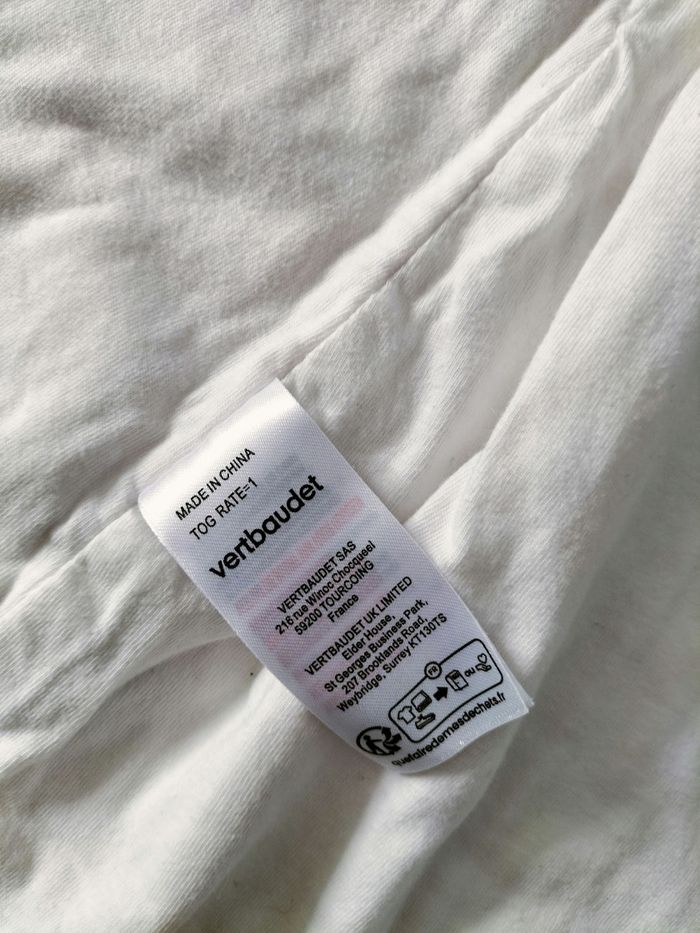 MADE IN CHINA
TOG RATE=1
vertbaudet
VERTBAUDET SAS
216 rue Winoc-Chocqueel
59200 TOURCOING
France
VERTBAUDET UK LIMITED
Elder House,
St Georges Business Park,
207 Brooklands Road,
Weybridge, Surrey KT130TS
FR
ou
quefairedemesdechets.fr